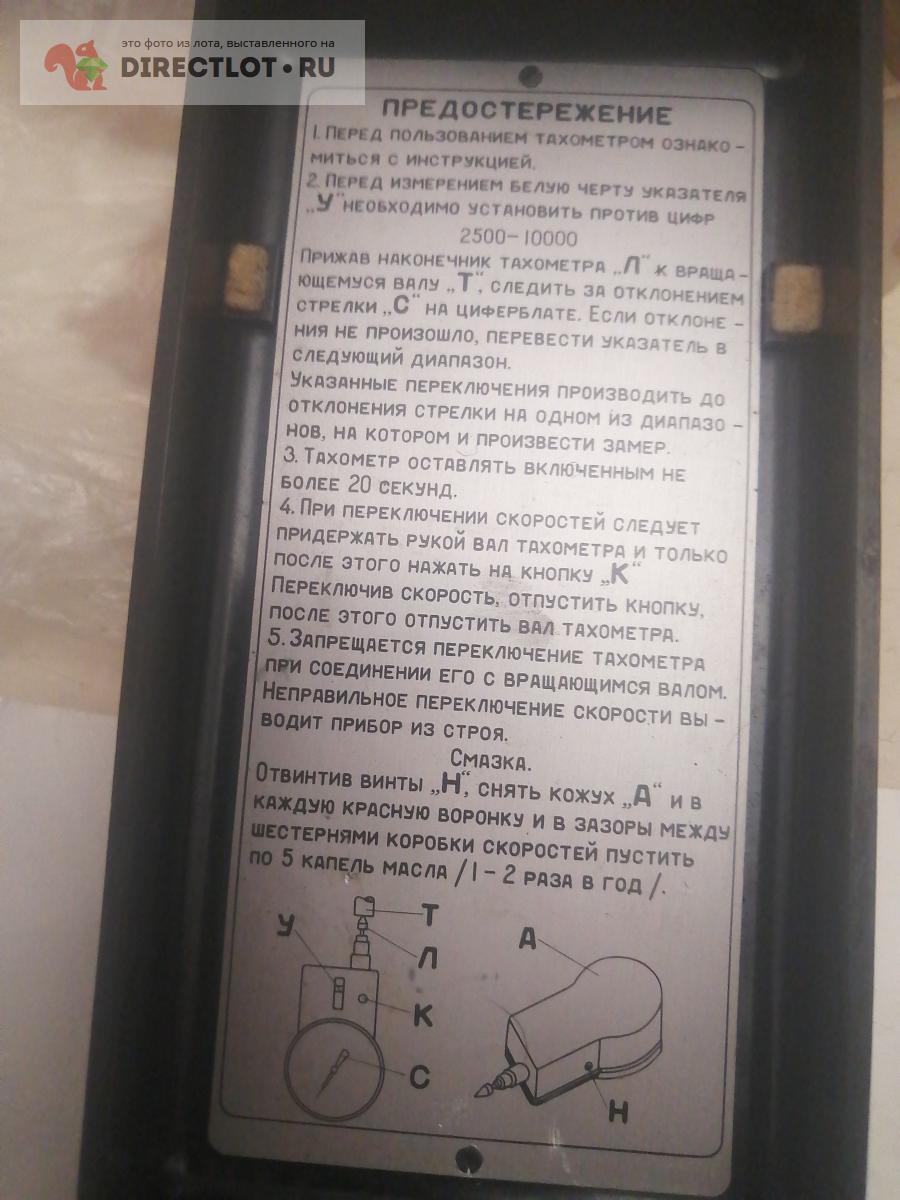 это фото из лота, выставленного на
DIRECTLOT•RU
ПРЕДОСТЕРЕЖЕНИЕ
1. ПЕРЕД ПОЛЬЗОВАНИЕМ ТАХОМЕТРОМ ОЗНАКО-
МИТЬСЯ С ИНСТРУКЦИЕЙ.
2. ПЕРЕД ИЗМЕРЕНИЕМ БЕЛУЮ ЧЕРТУ УКАЗАТЕЛЯ
„У“ НЕОБХОДИМО УСТАНОВИТЬ ПРОТИВ ЦИФР
2500-10000
ПРИЖАВ НАКОНЕЧНИК ТАХОМЕТРА „Л“ К ВРАЩА-
ЮЩЕМУСЯ ВАЛУ „Т“, СЛЕДИТЬ ЗА ОТКЛОНЕНИЕМ
СТРЕЛКИ „С“ НА ЦИФЕРБЛАТЕ. ЕСЛИ ОТКЛОНЕ-
НИЯ НЕ ПРОИЗОШЛО, ПЕРЕВЕСТИ УКАЗАТЕЛЬ В
СЛЕДУЮЩИЙ ДИАПАЗОН.
УКАЗАННЫЕ ПЕРЕКЛЮЧЕНИЯ ПРОИЗВОДИТЬ ДО
ОТКЛОНЕНИЯ СТРЕЛКИ НА ОДНОМ ИЗ ДИАПАЗО-
НОВ, НА КОТОРОМ И ПРОИЗВЕСТИ ЗАМЕР.
3. ТАХОМЕТР ОСТАВЛЯТЬ ВКЛЮЧЕННЫМ НЕ
БОЛЕЕ 20 СЕКУНД.
4. ПРИ ПЕРЕКЛЮЧЕНИИ СКОРОСТЕЙ СЛЕДУЕТ
ПРИДЕРЖАТЬ РУКОЙ ВАЛ ТАХОМЕТРА И ТОЛЬКО
ПОСЛЕ ЭТОГО НАЖАТЬ НА КНОПКУ „К“
ПЕРЕКЛЮЧИВ СКОРОСТЬ, ОТПУСТИТЬ КНОПКУ,
ПОСЛЕ ЭТОГО ОТПУСТИТЬ ВАЛ ТАХОМЕТРА.
5. ЗАПРЕЩАЕТСЯ ПЕРЕКЛЮЧЕНИЕ ТАХОМЕТРА
ПРИ СОЕДИНЕНИИ ЕГО С ВРАЩАЮЩИМСЯ ВАЛОМ.
НЕПРАВИЛЬНОЕ ПЕРЕКЛЮЧЕНИЕ СКОРОСТИ ВЫ-
ВОДИТ ПРИБОР ИЗ СТРОЯ.
СМАЗКА.
ОТВИНТИВ ВИНТЫ „Н“, СНЯТЬ КОЖУХ „А“ И В
КАЖДУЮ КРАСНУЮ ВОРОНКУ И В ЗАЗОРЫ МЕЖДУ
ШЕСТЕРНЯМИ КОРОБКИ СКОРОСТЕЙ ПУСТИТЬ
ПО 5 КАПЕЛЬ МАСЛА /1-2 РАЗА В ГОД/.
У
Т
Л
К
С
А
Н